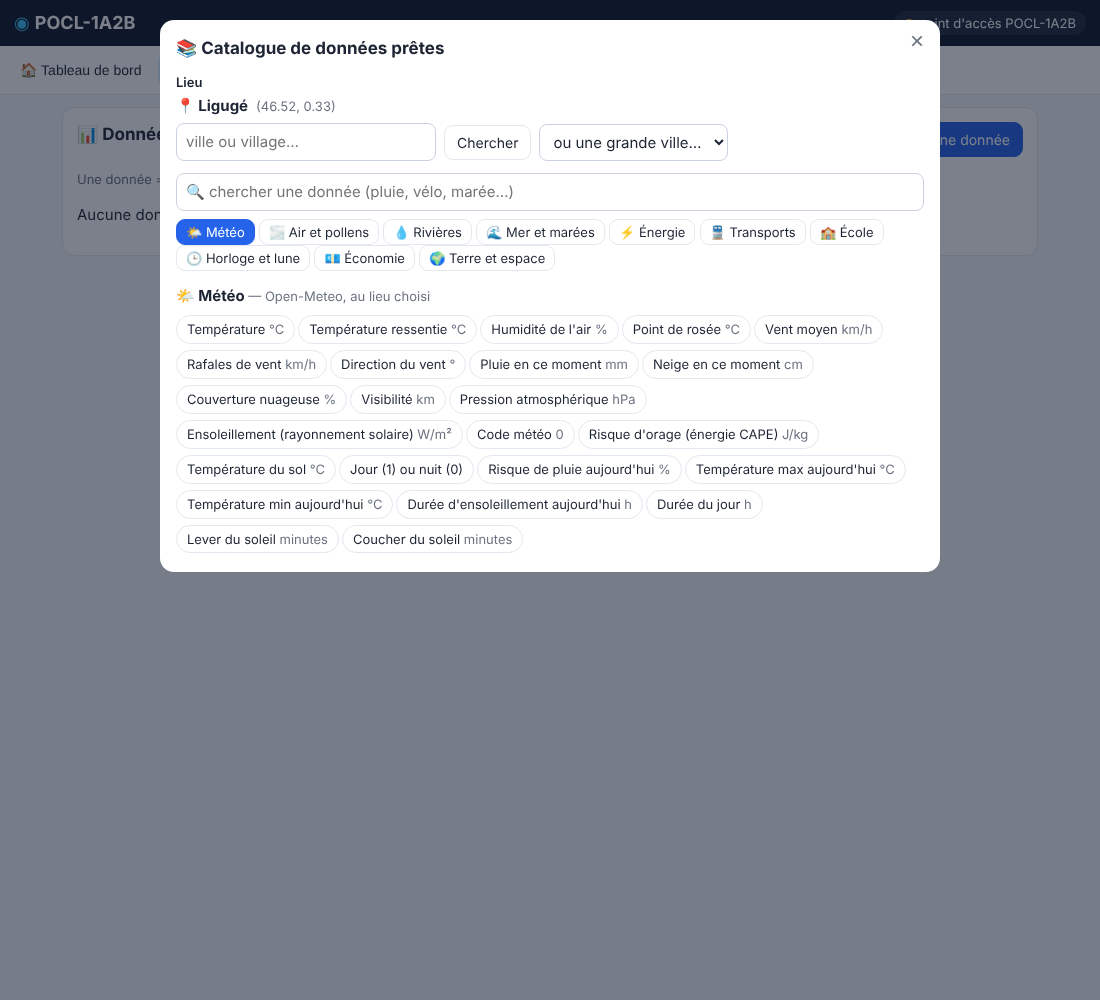 POCL-1A2B
int d'accès POCL-1A2B
🏠 Tableau de bord
📊 Donnée
ne donnée
Une donnée =
Aucune don
📚 Catalogue de données prêtes
✕
Lieu
📍 Ligugé (46.52, 0.33)
ville ou village...
Chercher
ou une grande ville...
🔍 chercher une donnée (pluie, vélo, marée...)
🌤️ Météo
🌫️ Air et pollens
💧 Rivières
🌊 Mer et marées
⚡ Énergie
🚆 Transports
🏫 École
🕒 Horloge et lune
💶 Économie
🌍 Terre et espace
🌤️ Météo — Open-Meteo, au lieu choisi
Température °C
Température ressentie °C
Humidité de l'air %
Point de rosée °C
Vent moyen km/h
Rafales de vent km/h
Direction du vent °
Pluie en ce moment mm
Neige en ce moment cm
Couverture nuageuse %
Visibilité km
Pression atmosphérique hPa
Ensoleillement (rayonnement solaire) W/m²
Code météo 0
Risque d'orage (énergie CAPE) J/kg
Température du sol °C
Jour (1) ou nuit (0)
Risque de pluie aujourd'hui %
Température max aujourd'hui °C
Température min aujourd'hui °C
Durée d'ensoleillement aujourd'hui h
Durée du jour h
Lever du soleil minutes
Coucher du soleil minutes